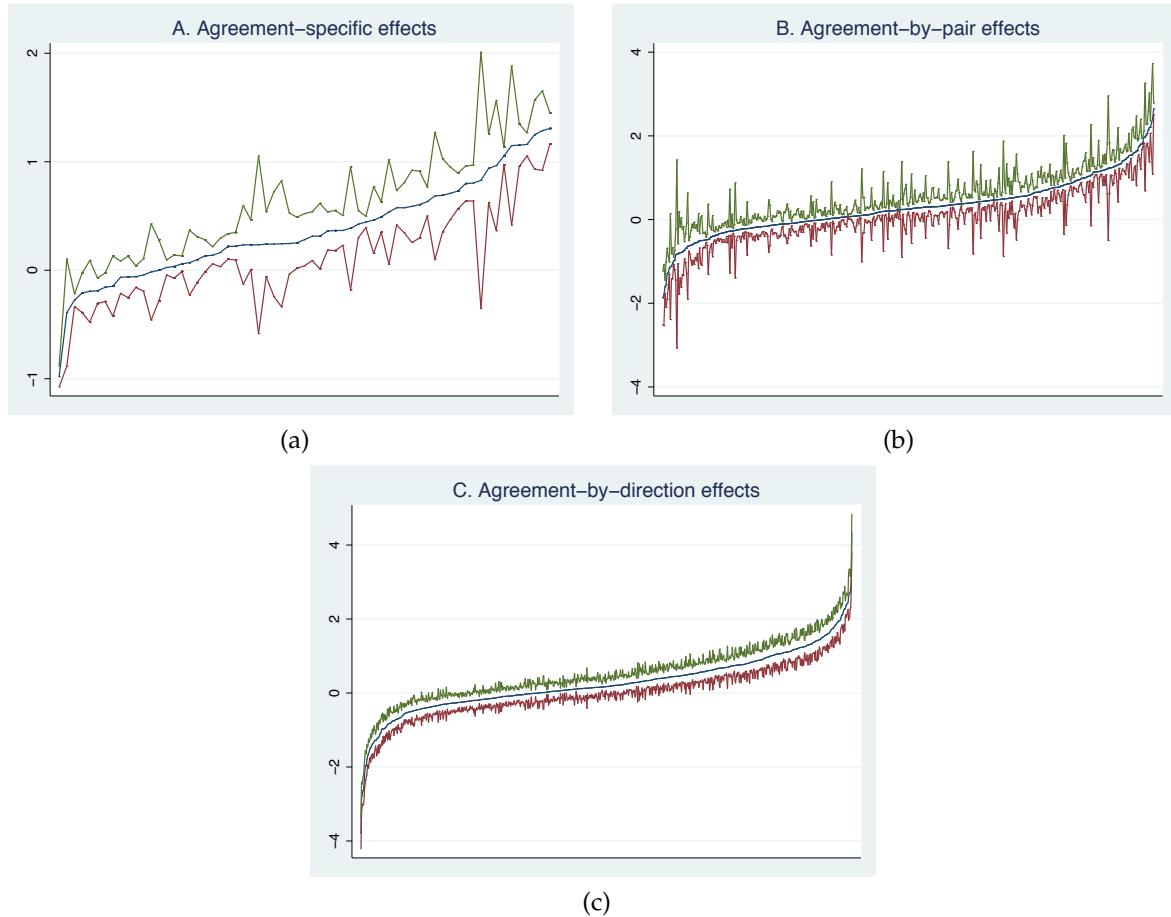 A. Agreement−specific effects
2
1
0
−1
(a)
B. Agreement−by−pair effects
4
2
0
−2
−4
(b)
C. Agreement−by−direction effects
4
2
0
−2
−4
(c)